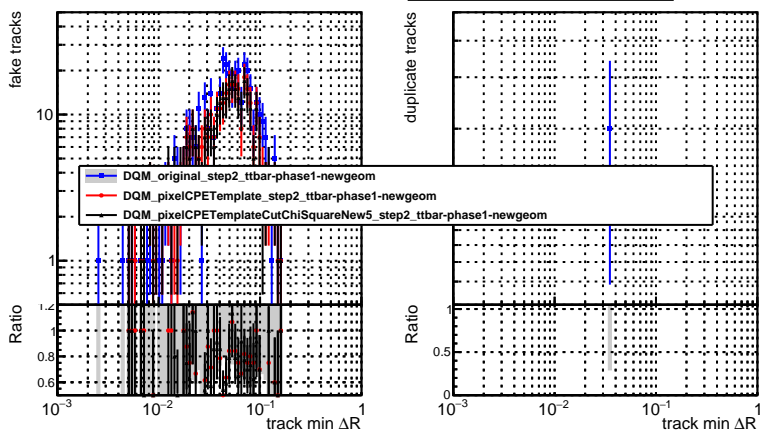 fake tracks
10
1
DQM_original_step2_ttbar-phase1-newgeom
DQM_pixelCPETemplate_step2_ttbar-phase1-newgeom
DQM_pixelCPETemplateCutChiSquareNew5_step2_ttbar-phase1-newgeom
Ratio
1.2
1
0.8
0.6
10⁻³
10⁻²
10⁻¹
1
track min ΔR
duplicate tracks
Ratio
1
0.5
0
10⁻³
10⁻²
10⁻¹
1
track min ΔR